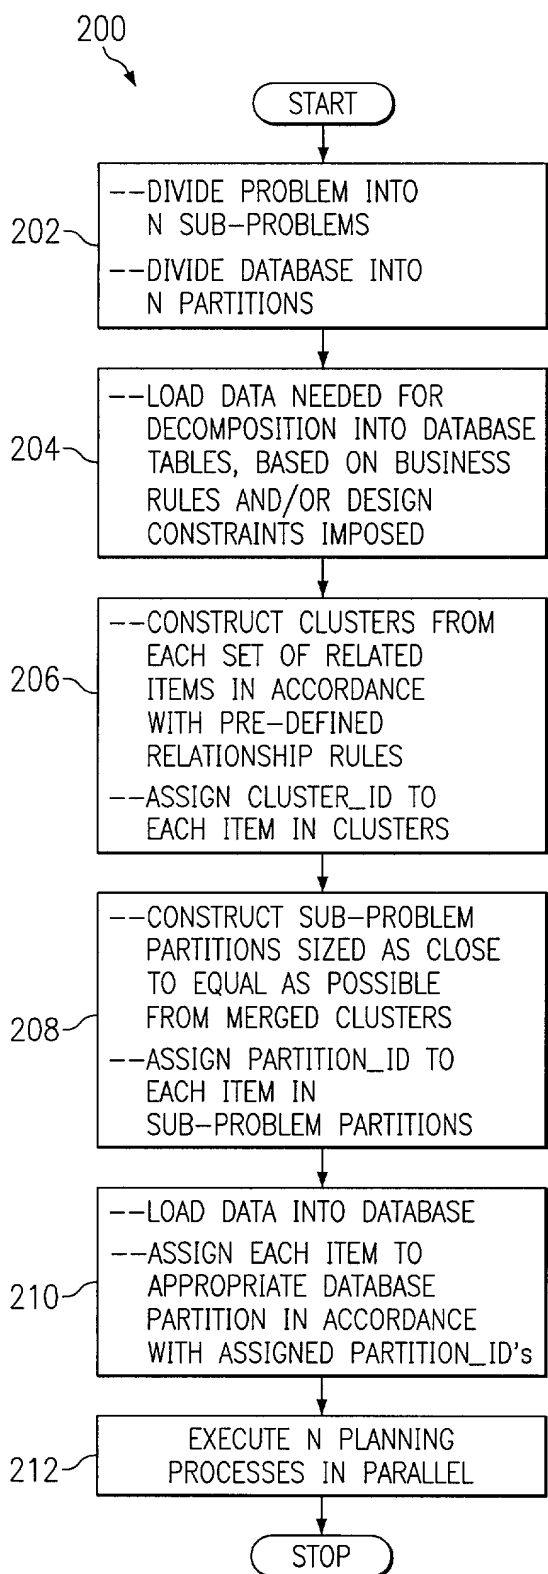 200
START
202
--DIVIDE PROBLEM INTO
N SUB-PROBLEMS
--DIVIDE DATABASE INTO
N PARTITIONS
204
--LOAD DATA NEEDED FOR
DECOMPOSITION INTO DATABASE
TABLES, BASED ON BUSINESS
RULES AND/OR DESIGN
CONSTRAINTS IMPOSED
206
--CONSTRUCT CLUSTERS FROM
EACH SET OF RELATED
ITEMS IN ACCORDANCE
WITH PRE-DEFINED
RELATIONSHIP RULES
--ASSIGN CLUSTER_ID TO
EACH ITEM IN CLUSTERS
208
--CONSTRUCT SUB-PROBLEM
PARTITIONS SIZED AS CLOSE
TO EQUAL AS POSSIBLE
FROM MERGED CLUSTERS
--ASSIGN PARTITION_ID TO
EACH ITEM IN
SUB-PROBLEM PARTITIONS
210
--LOAD DATA INTO DATABASE
--ASSIGN EACH ITEM TO
APPROPRIATE DATABASE
PARTITION IN ACCORDANCE
WITH ASSIGNED PARTITION_ID's
212
EXECUTE N PLANNING
PROCESSES IN PARALLEL
STOP